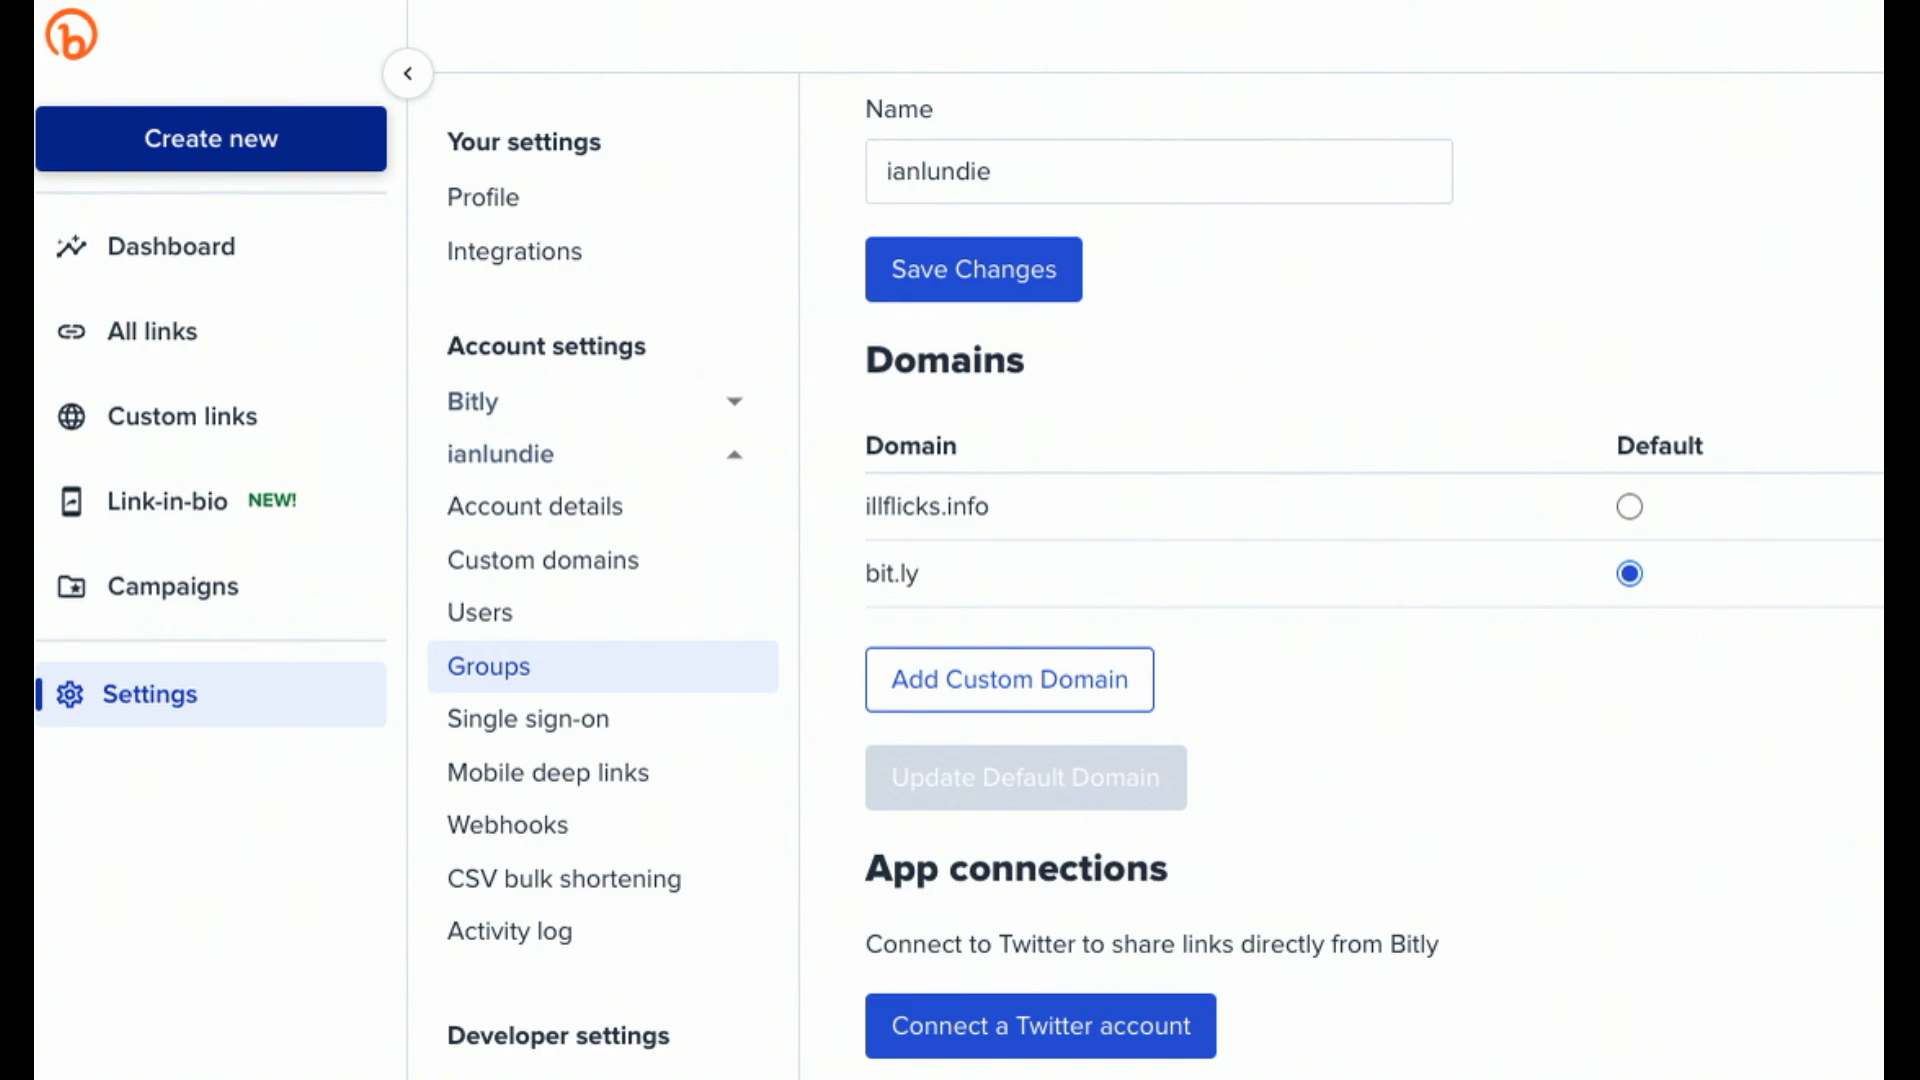 b
Create new
Dashboard
All links
Custom links
Link-in-bio NEW!
Campaigns
Settings
Your settings
Profile
Integrations
Account settings
Bitly
ianlundie
Account details
Custom domains
Users
Groups
Single sign-on
Mobile deep links
Webhooks
CSV bulk shortening
Activity log
Developer settings
Name
ianlundie
Save Changes
Domains
Domain Default
illflicks.info
bit.ly
Add Custom Domain
Update Default Domain
App connections
Connect to Twitter to share links directly from Bitly
Connect a Twitter account